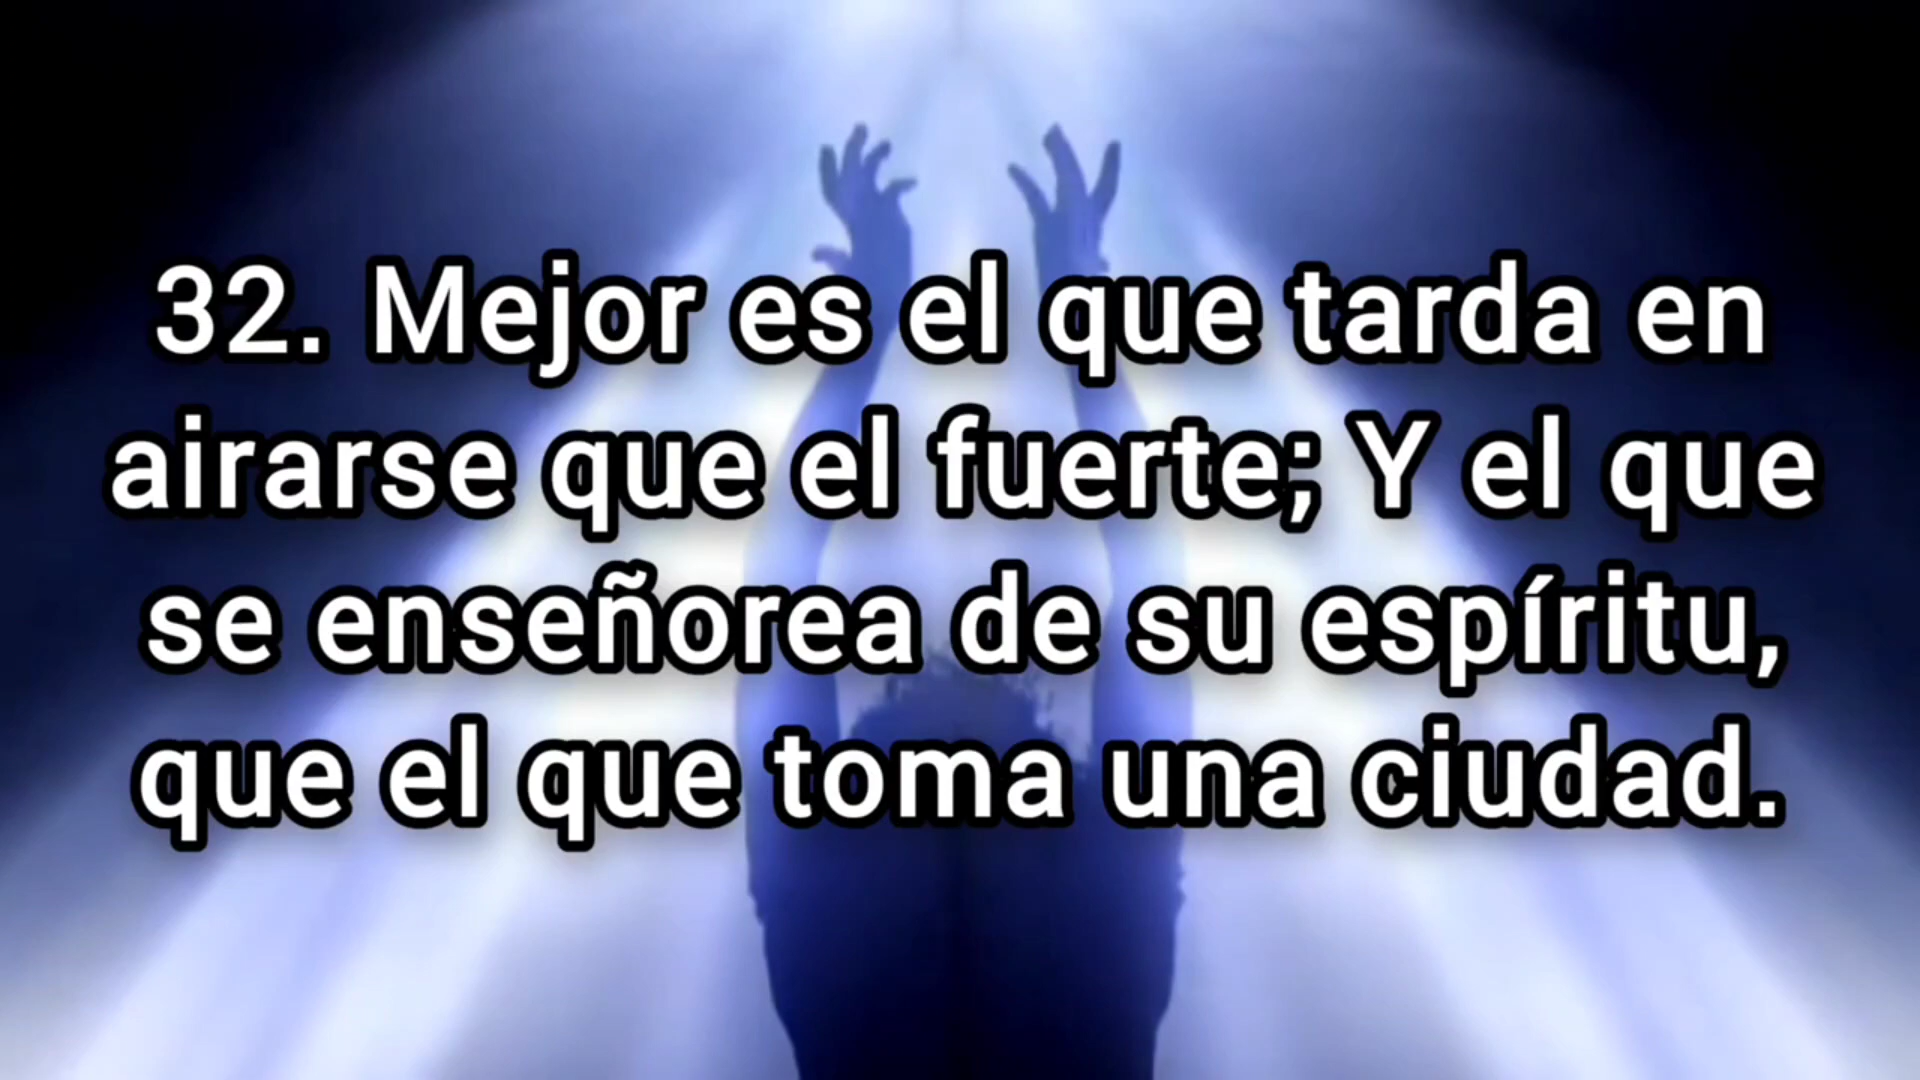 32. Mejor es el que tarda en
airarse que el fuerte; Y el que
se enseñorea de su espíritu,
que el que toma una ciudad.